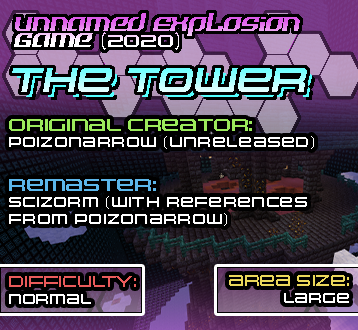 UNNAMED EXPLOSION
GAME (2020)
THE TOWER
ORIGINAL CREATOR:
POIZONARROW (UNRELEASED)
REMASTER:
SCIZORM (WITH REFERENCES
FROM POIZONARROW)
DIFFICULTY:
NORMAL
AREA SIZE:
LARGE